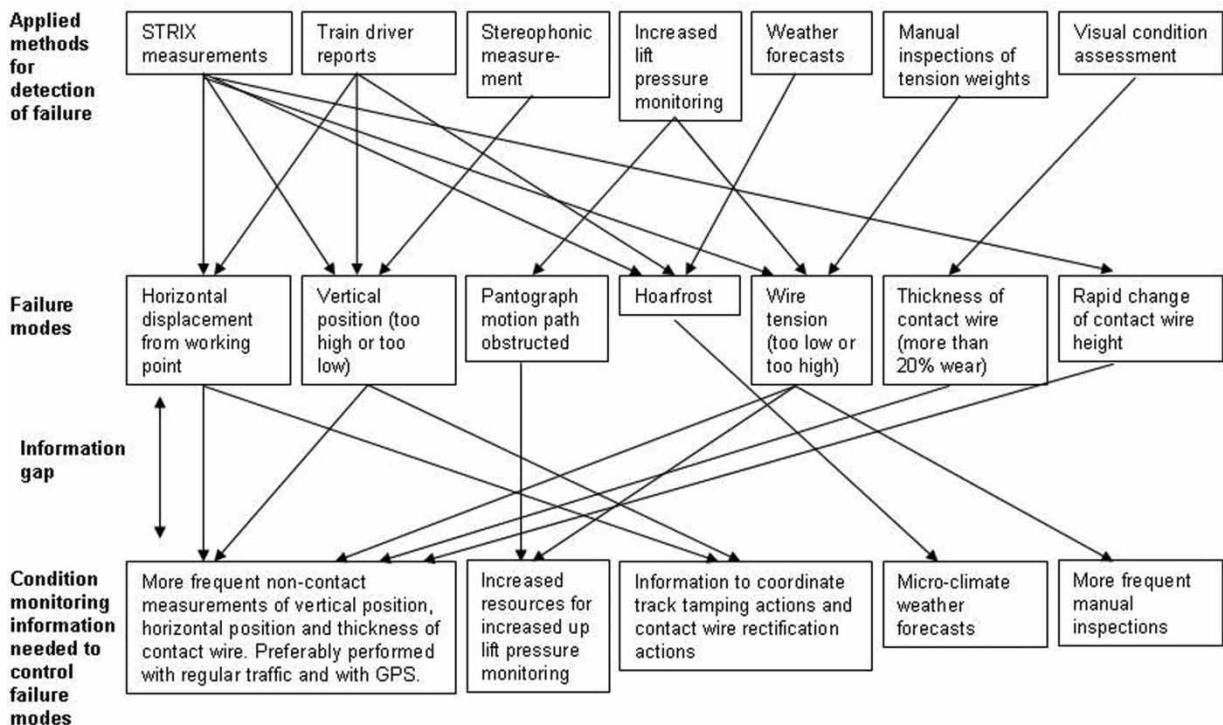 Applied
methods
for
detection
of failure
STRIX
measurements
Train driver
reports
Stereophonic
measure-
ment
Increased
lift
pressure
monitoring
Weather
forecasts
Manual
inspections of
tension weights
Visual condition
assessment
Failure
modes
Horizontal
displacement
from working
point
Vertical
position (too
high or too
low)
Pantograph
motion path
obstructed
Hoarfrost
Wire
tension
(too low or
too high)
Thickness of
contact wire
(more than
20% wear)
Rapid change
of contact wire
height
Information
gap
Condition
monitoring
information
needed to
control
failure
modes
More frequent non-contact
measurements of vertical position,
horizontal position and thickness of
contact wire. Preferably performed
with regular traffic and with GPS.
Increased
resources for
increased up
lift pressure
monitoring
Information to coordinate
track tamping actions and
contact wire rectification
actions
Micro-climate
weather
forecasts
More frequent
manual
inspections